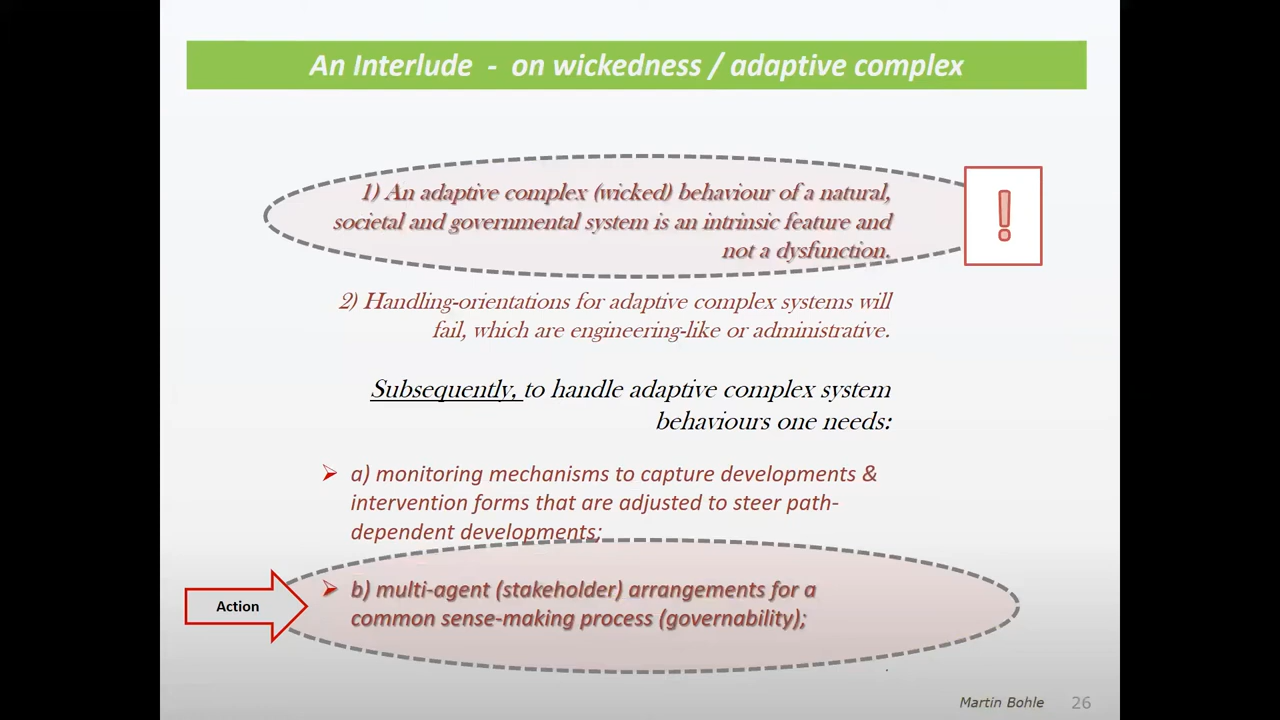 An Interlude - on wickedness / adaptive complex
1) An adaptive complex (wicked) behaviour of a natural,
societal and governmental system is an intrinsic feature and
not a dysfunction.
!
2) Handling-orientations for adaptive complex systems will
fail, which are engineering-like or administrative.
Subsequently, to handle adaptive complex system
behaviours one needs:
➢ a) monitoring mechanisms to capture developments &
intervention forms that are adjusted to steer path-
dependent developments;
Action
➢ b) multi-agent (stakeholder) arrangements for a
common sense-making process (governability);
Martin Bohle 26